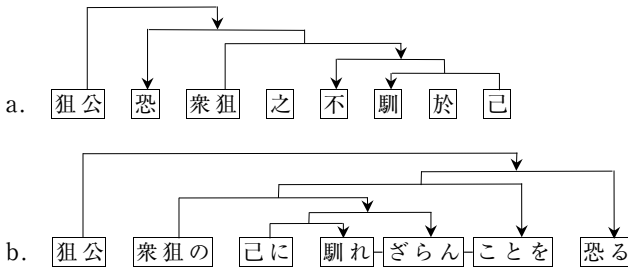 a. 狙公 恐 衆狙 之 不 馴 於 己
b. 狙公 衆狙の 己に 馴れ ざらん ことを 恐る